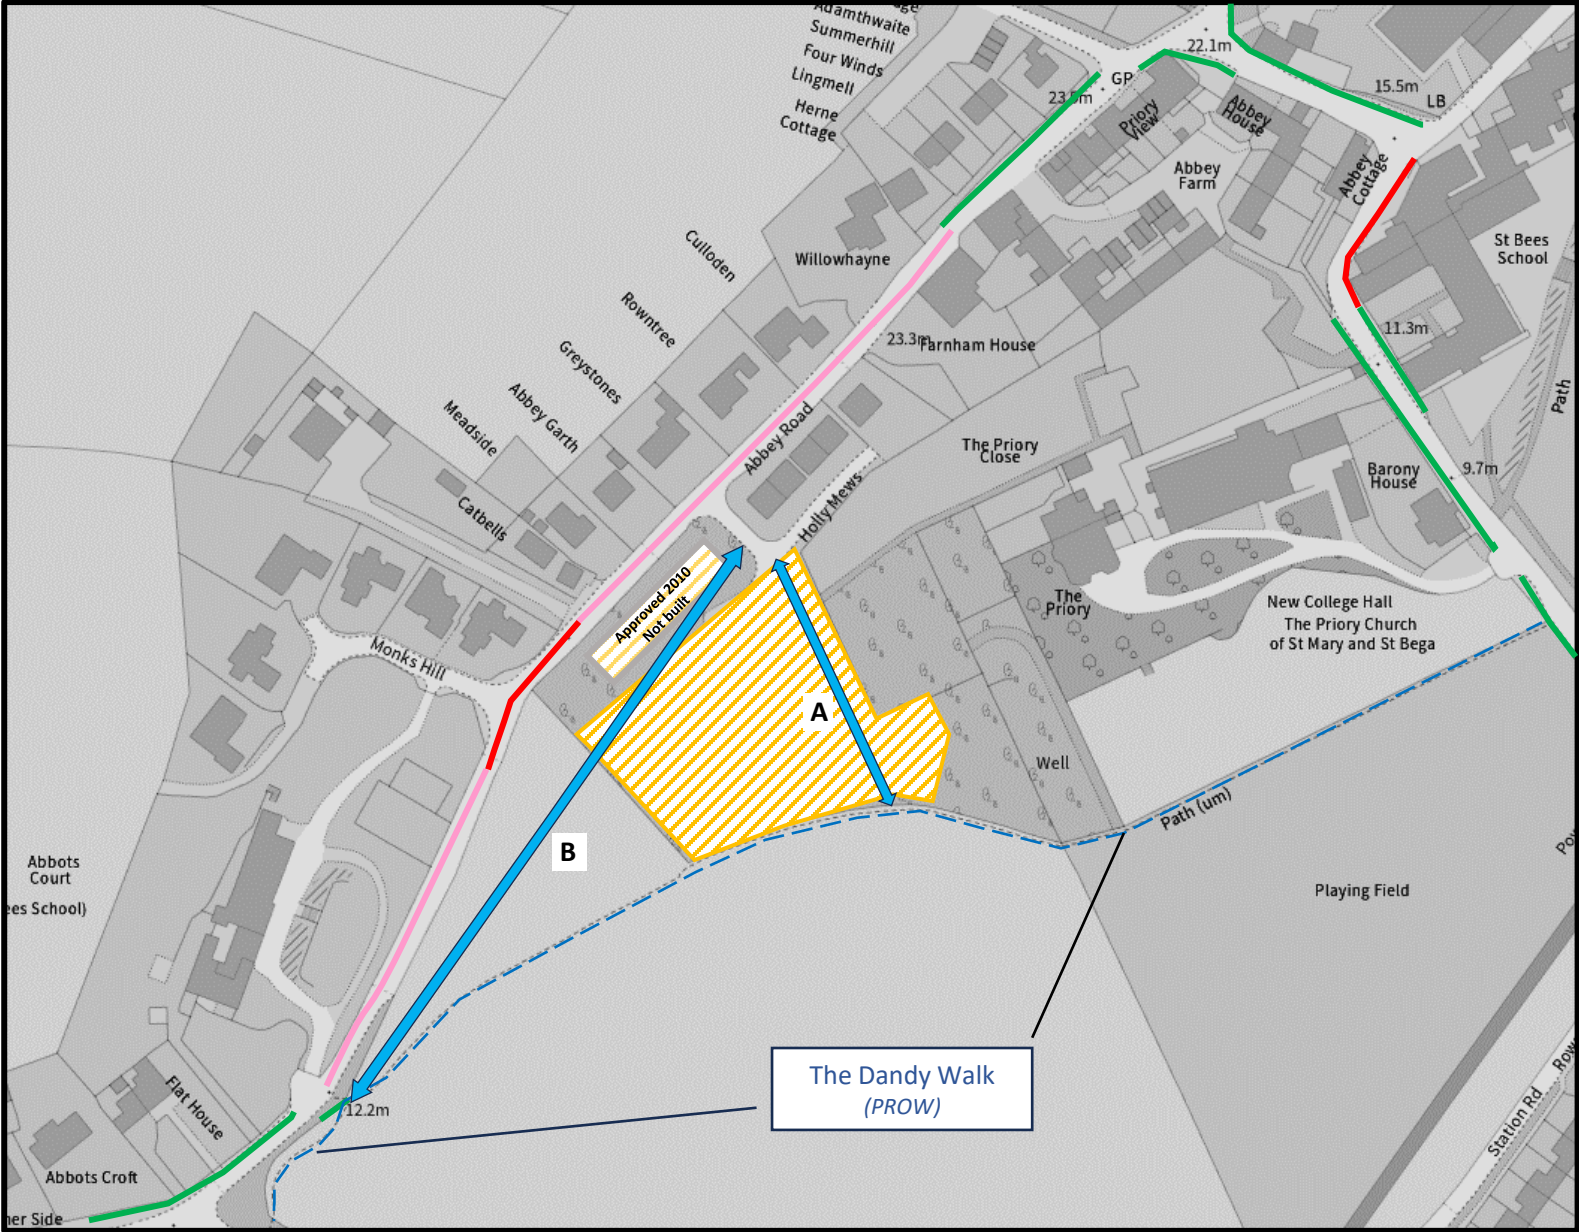 Adamthwaite
Summerhill
Four Winds
Lingmell
Herne
Cottage
22.1m
GP
23.5m
15.5m
LB
Priory
View
Abbey
House
Abbey
Farm
Abbey
Cottage
St Bees
School
Culloden
Willowhayne
Rowntree
23.3m
Farnham House
11.3m
Greystones
Abbey Garth
Meadside
Path
Abbey Road
The Priory
Close
9.7m
Barony
House
Catbells
Holly Mews
Approved 2010
Not built
The
Priory
New College Hall
The Priory Church
of St Mary and St Bega
Monks Hill
A
Well
Path (um)
B
Abbots
Court
ees School)
Playing Field
The Dandy Walk
(PROW)
Flat House
12.2m
Station Rd
Row
Abbots Croft
ner Side